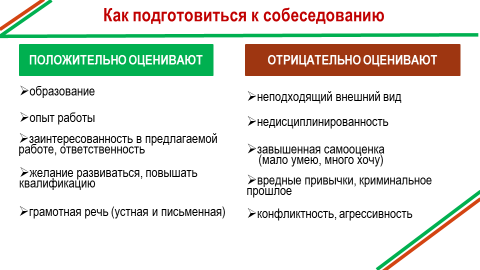 Как подготовиться к собеседованию
ПОЛОЖИТЕЛЬНО ОЦЕНИВАЮТ
➢образование
➢опыт работы
➢заинтересованность в предлагаемой
работе, ответственность
➢желание развиваться, повышать
квалификацию
➢грамотная речь (устная и письменная)
ОТРИЦАТЕЛЬНО ОЦЕНИВАЮТ
➢неподходящий внешний вид
➢недисциплинированность
➢завышенная самооценка
(мало умею, много хочу)
➢вредные привычки, криминальное
прошлое
➢конфликтность, агрессивность